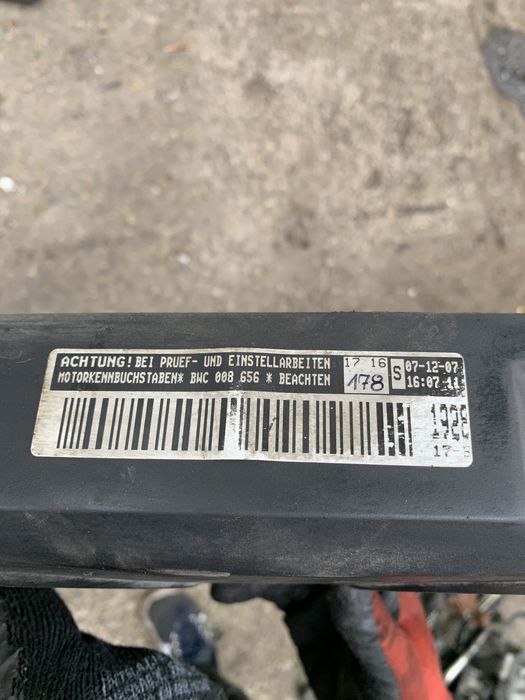 ACHTUNG! BEI PRUEF- UND EINSTELLARBEITEN
MOTORKENNBUCHSTABEN* BWC 008 656 * BEACHTEN
17 16
178
S
07-12-07
16:07 11
17-